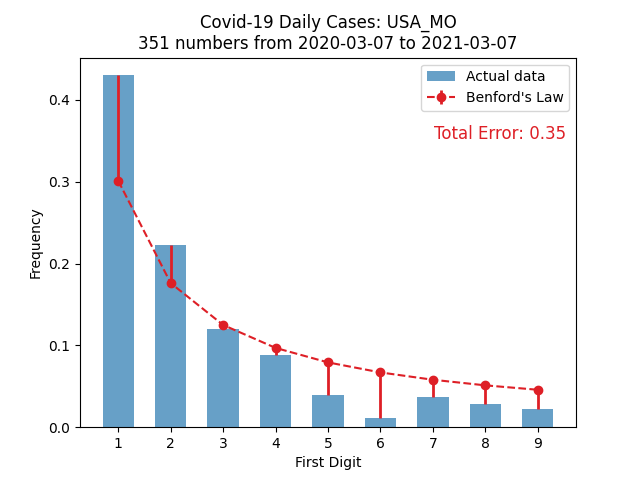 Covid-19 Daily Cases: USA_MO
351 numbers from 2020-03-07 to 2021-03-07
Actual data
Benford's Law
Total Error: 0.35
Frequency
0.4
0.3
0.2
0.1
0.0
1 2 3 4 5 6 7 8 9
First Digit